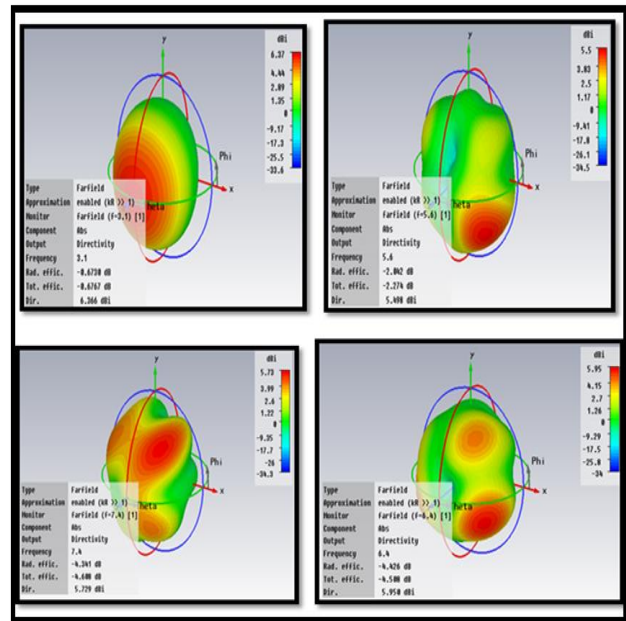 y
dBi
6.37
4.44
2.89
1.35
0
-9.17
-17.3
-25.5
-33.6
Phi
x
Theta
Type Farfield
Approximation enabled (kR >> 1)
Monitor Farfield (f=3.1) [1]
Component Abs
Output Directivity
Frequency 3.1
Rad. effic. -0.6730 dB
Tot. effic. -0.6767 dB
Dir. 6.366 dBi
y
dBi
5.5
3.83
2.5
1.17
0
-9.41
-17.8
-26.1
-34.5
Phi
x
Theta
Type Farfield
Approximation enabled (kR >> 1)
Monitor Farfield (f=5.6) [1]
Component Abs
Output Directivity
Frequency 5.6
Rad. effic. -2.042 dB
Tot. effic. -2.274 dB
Dir. 5.498 dBi
y
dBi
5.73
3.99
2.6
1.22
0
-9.35
-17.7
-26
-34.3
Phi
x
Theta
Type Farfield
Approximation enabled (kR >> 1)
Monitor Farfield (f=7.4) [1]
Component Abs
Output Directivity
Frequency 7.4
Rad. effic. -4.341 dB
Tot. effic. -4.608 dB
Dir. 5.729 dBi
y
dBi
5.95
4.15
2.7
1.26
0
-9.29
-17.5
-25.8
-34
Phi
x
Theta
Type Farfield
Approximation enabled (kR >> 1)
Monitor Farfield (f=6.4) [1]
Component Abs
Output Directivity
Frequency 6.4
Rad. effic. -4.426 dB
Tot. effic. -4.508 dB
Dir. 5.950 dBi